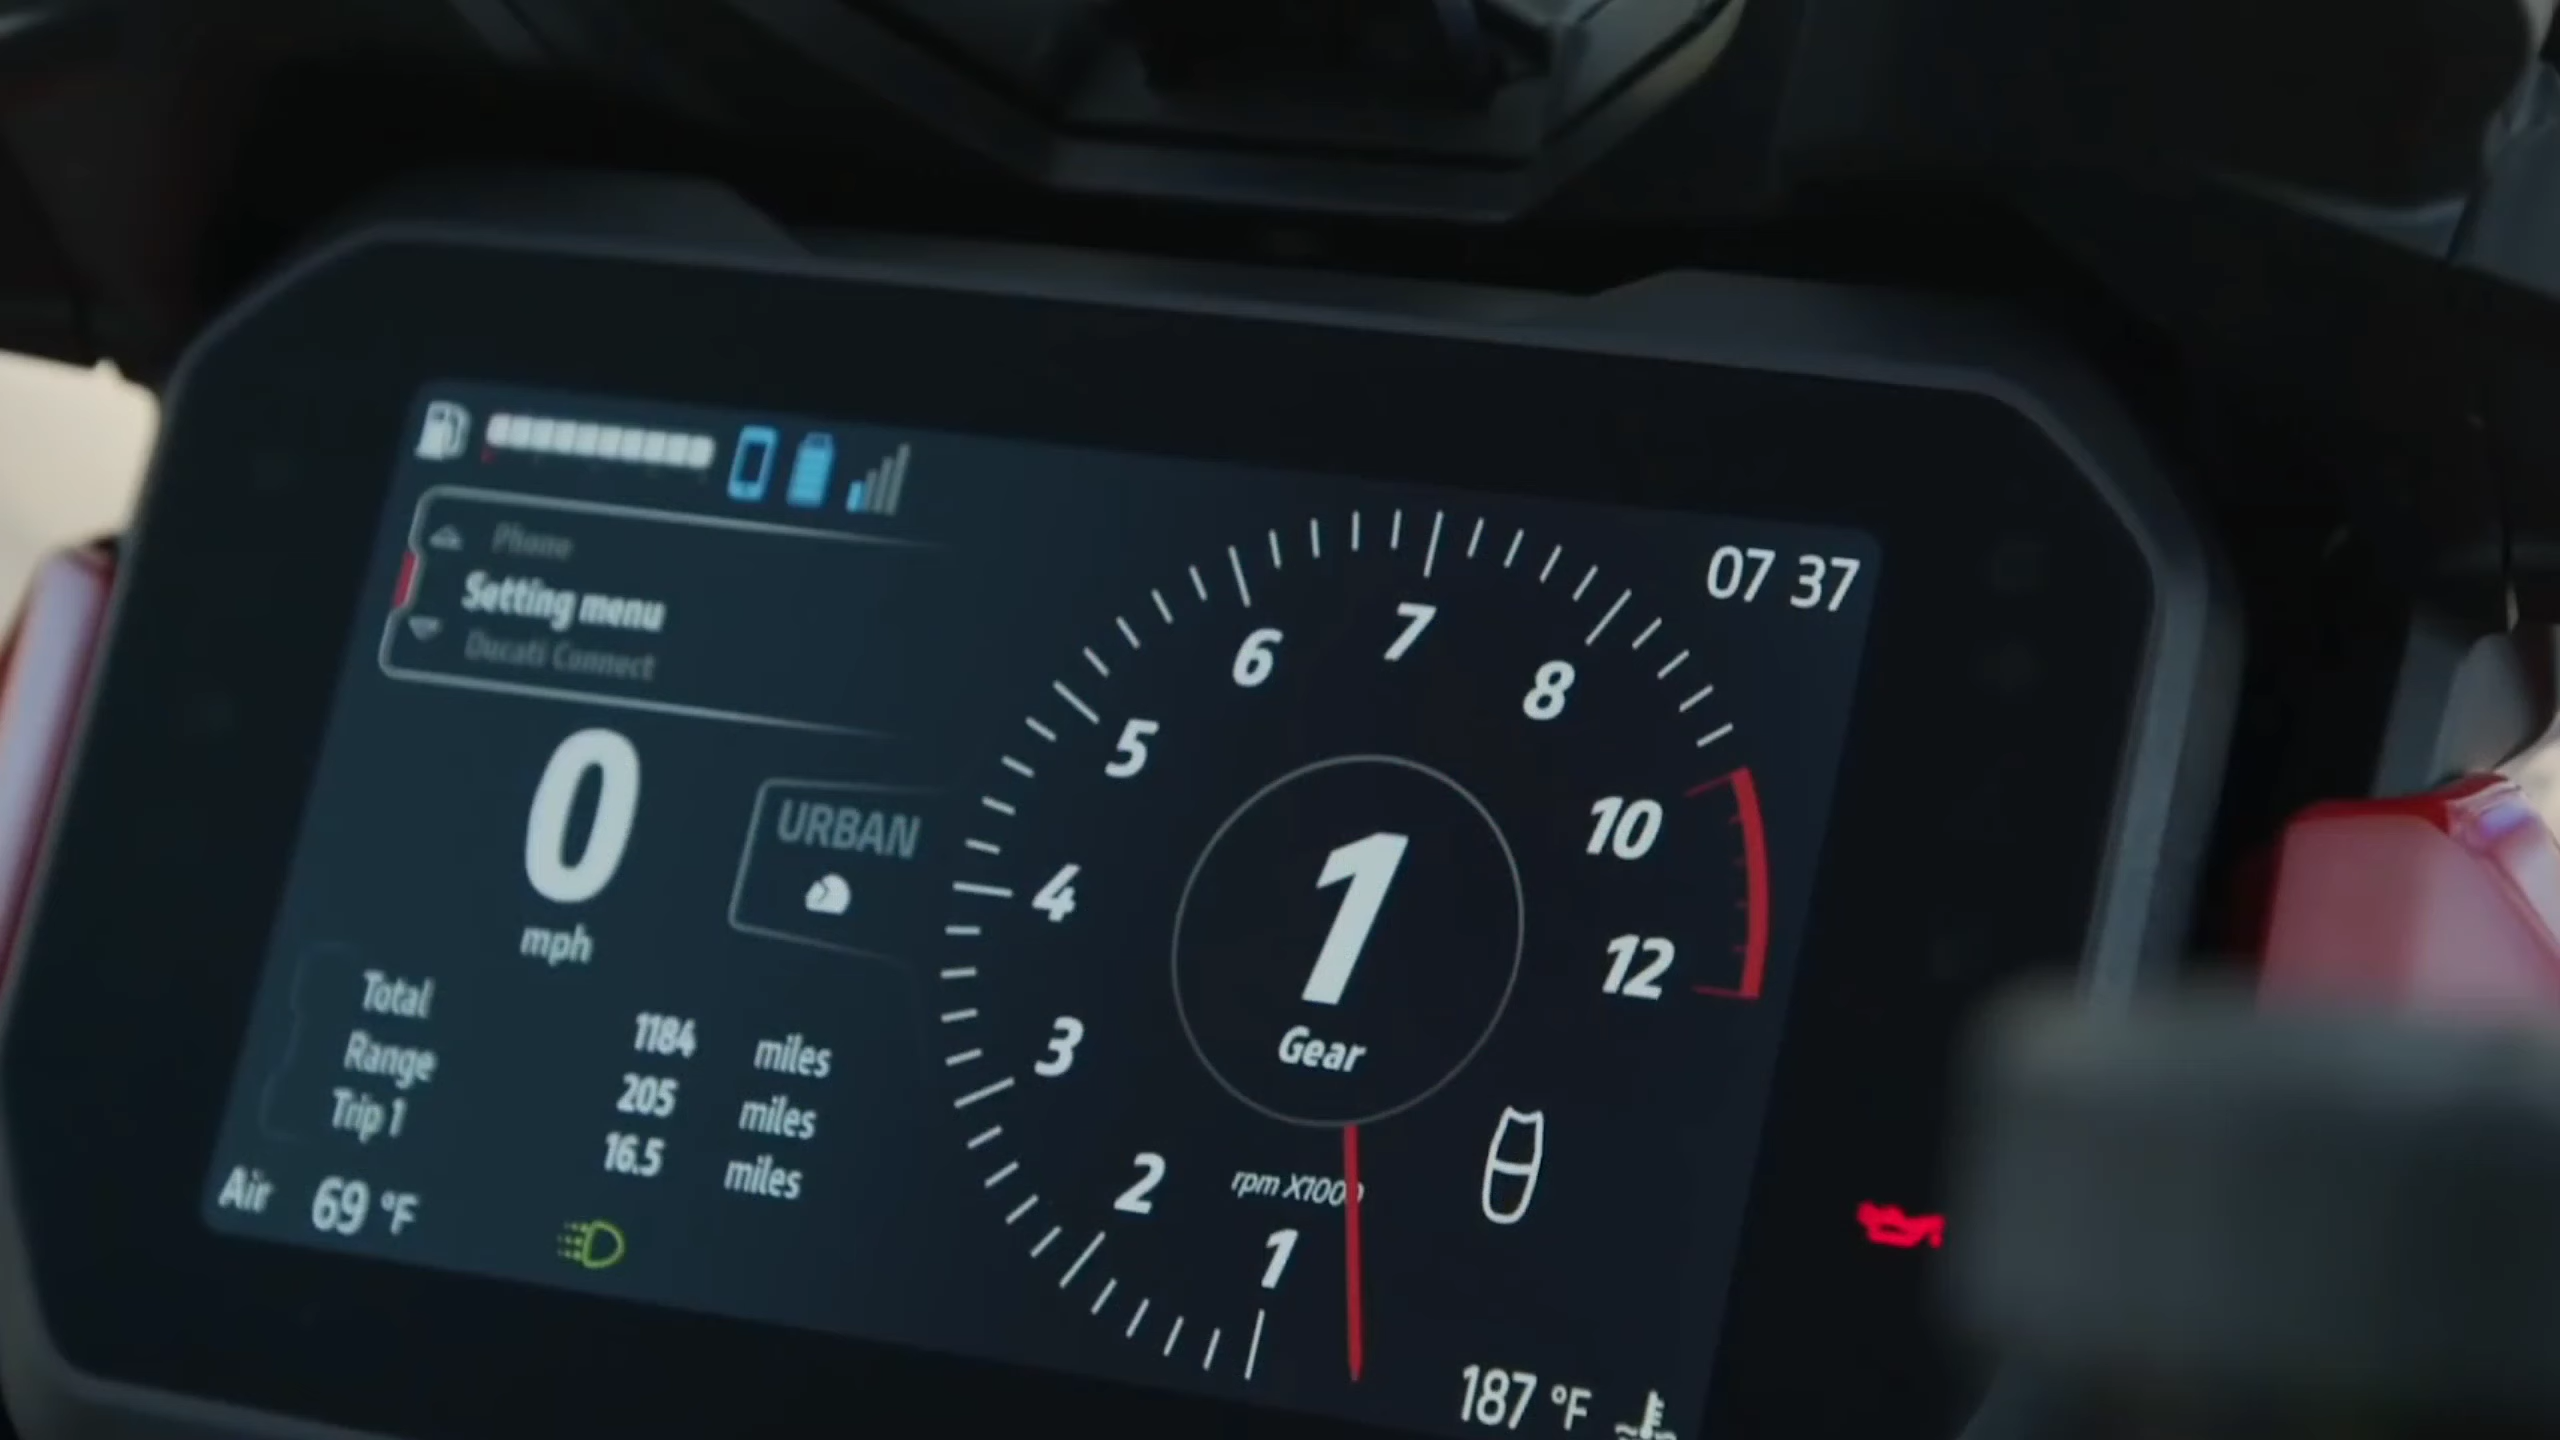 07 37
Phone
Setting menu
Ducati Connect
0
mph
URBAN
Total 1184 miles
Range 205 miles
Trip 1 16.5 miles
Air 69 °F
1
2
3
4
5
6
7
8
10
12
1
Gear
rpm X1000
187 °F